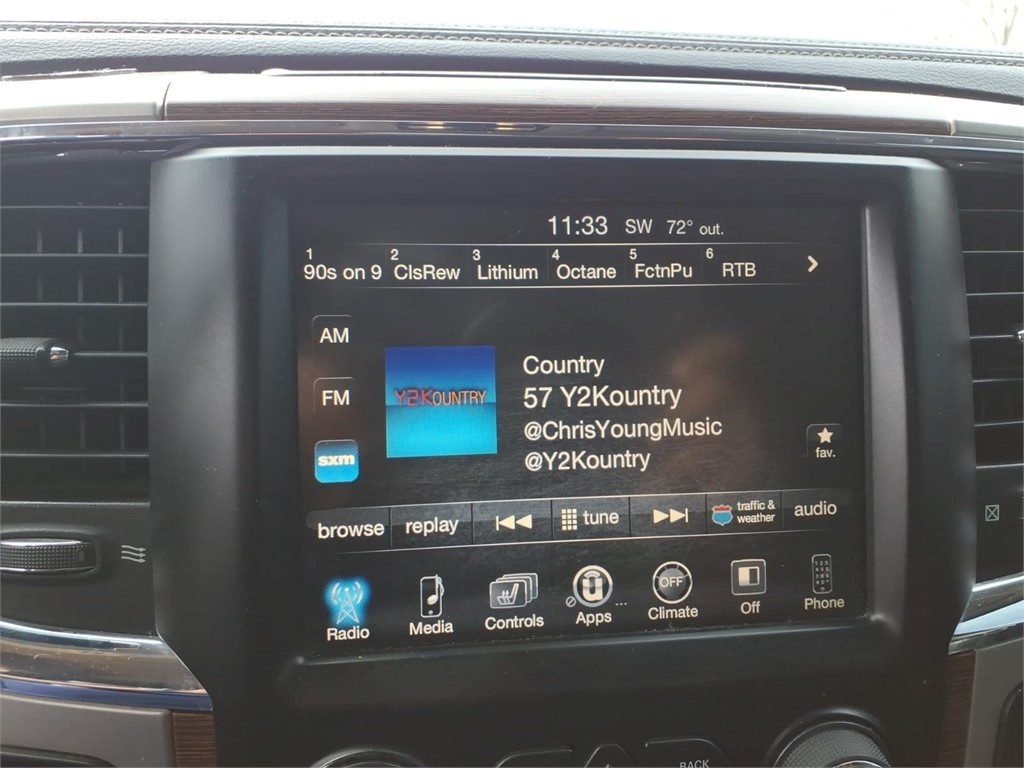 11:33 SW 72° out.
1 2 3 4 5 6
90s on 9 ClsRew Lithium Octane FctnPu RTB
AM
FM
sxm
Y2KOUNTRY
Country
57 Y2Kountry
@ChrisYoungMusic
@Y2Kountry
fav.
browse replay tune traffic & weather audio
OFF
Radio Media Controls Apps Climate Off Phone
BACK